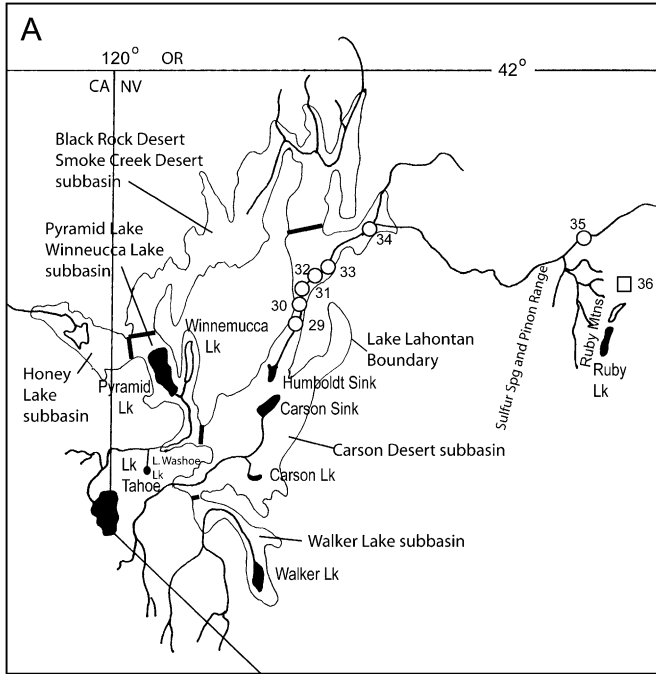 A
120° OR
42°
CA NV
Black Rock Desert
Smoke Creek Desert
subbasin
Pyramid Lake
Winneucca Lake
subbasin
35
34
33
32
31
30
29
36
Winnemucca
Lk
Lake Lahontan
Boundary
Sulfur Spg and Pinon Range
Ruby Mtns
Ruby
Lk
Honey
Lake
subbasin
Pyramid
Lk
Humboldt Sink
Carson Sink
Carson Desert subbasin
L. Washoe
Lk
Lk
Tahoe
Carson Lk
Walker Lake subbasin
Walker Lk